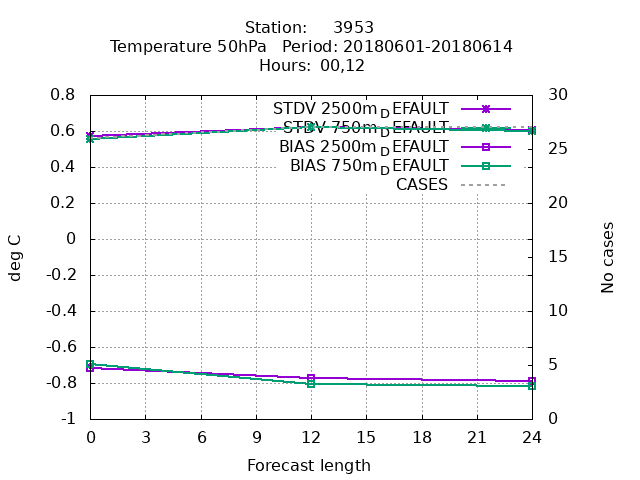 Station: 3953
Temperature 50hPa Period: 20180601-20180614
Hours: 00,12
STDV 2500m_DEFAULT
STDV 750m_DEFAULT
BIAS 2500m_DEFAULT
BIAS 750m_DEFAULT
CASES
0.8
0.6
0.4
0.2
0
-0.2
-0.4
-0.6
-0.8
-1
30
25
20
15
10
5
0
deg C
No cases
0 3 6 9 12 15 18 21 24
Forecast length